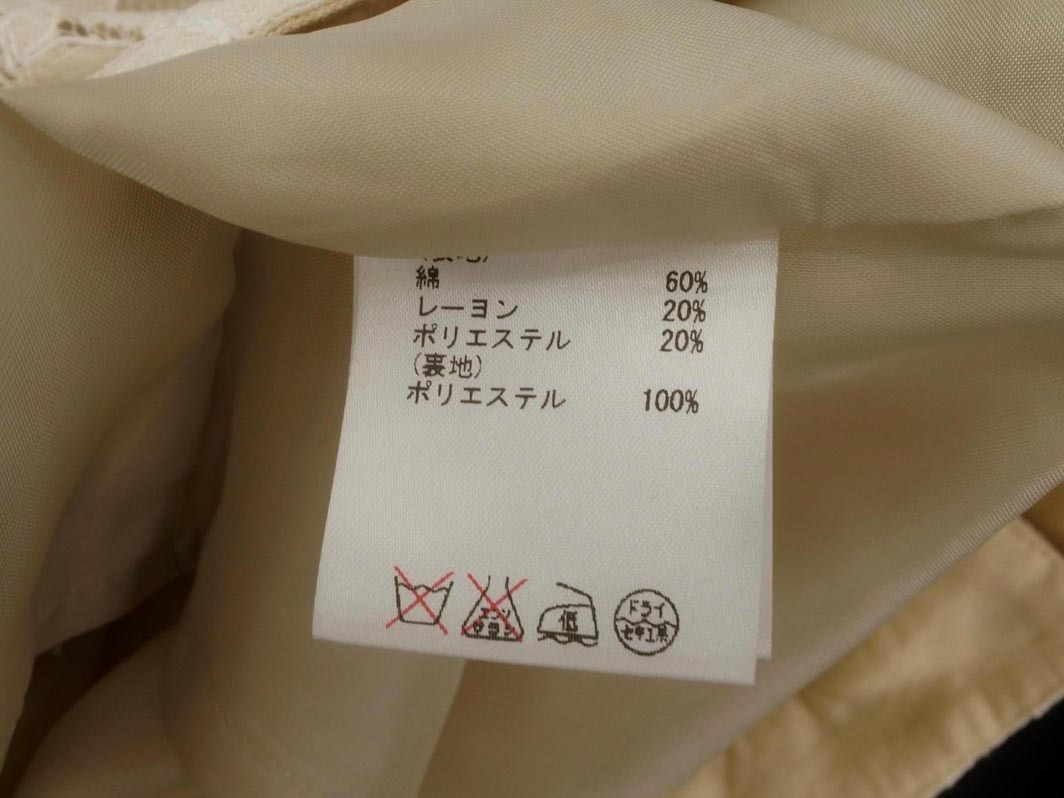 綿 60%
レーヨン 20%
ポリエステル 20%
(裏地)
ポリエステル 100%
エンソ
サラシ
低
ドライ
セキユ系